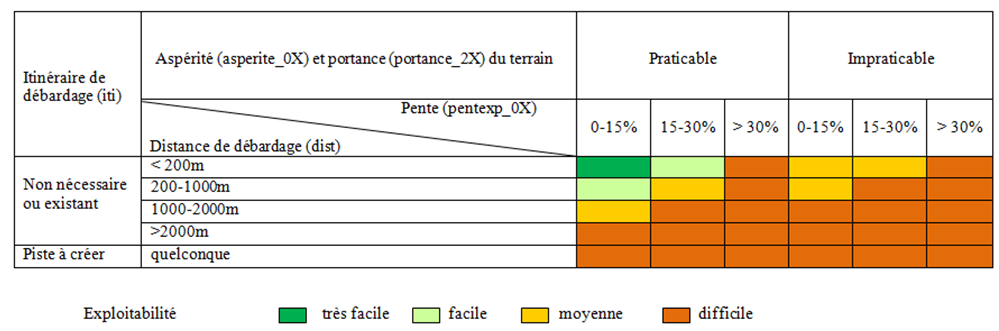 Itinéraire de débardage (iti)
Aspérité (asperite_0X) et portance (portance_2X) du terrain
Praticable
Impraticable
Pente (pentexp_0X)
Distance de débardage (dist)
0-15%
15-30%
> 30%
0-15%
15-30%
> 30%
Non nécessaire ou existant
< 200m
200-1000m
1000-2000m
>2000m
Piste à créer
quelconque
Exploitabilité
très facile
facile
moyenne
difficile